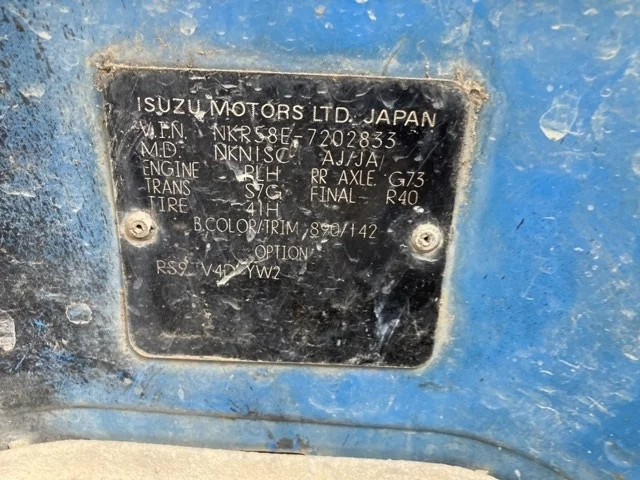 ISUZU MOTORS LTD. JAPAN
V.I.N. NKR58E-7202833
M.D. NKN1SC AJ/JA
ENGINE RLH RR AXLE. G73
TRANS S7G FINAL- R40
TIRE 41H
B.COLOR/TRIM 890/142
OPTION
RS9 V4D YW2